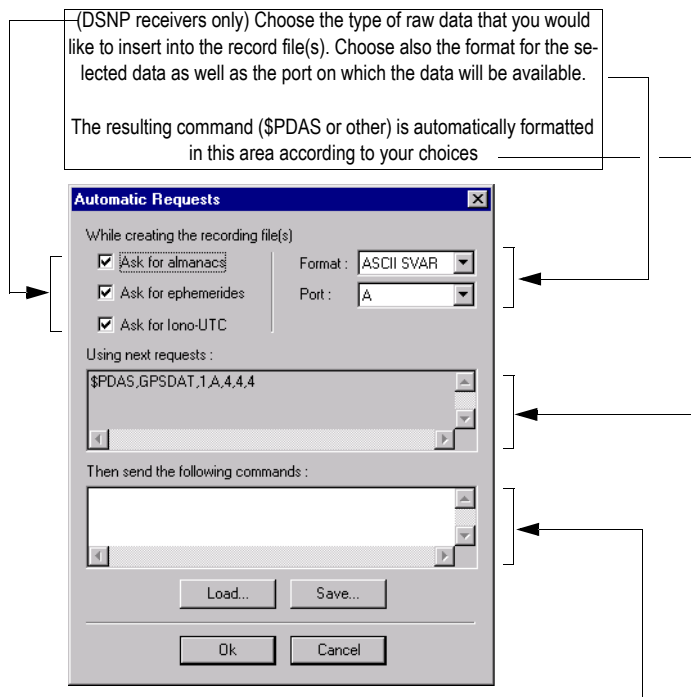 (DSNP receivers only) Choose the type of raw data that you would
like to insert into the record file(s). Choose also the format for the se-
lected data as well as the port on which the data will be available.
The resulting command ($PDAS or other) is automatically formatted
in this area according to your choices
Automatic Requests
While creating the recording file(s)
Ask for almanacs
Format : ASCII SVAR
Ask for ephemerides
Port : A
Ask for Iono-UTC
Using next requests :
$PDAS,GPSDAT,1,A,4,4,4
Then send the following commands :
Load... Save...
Ok Cancel